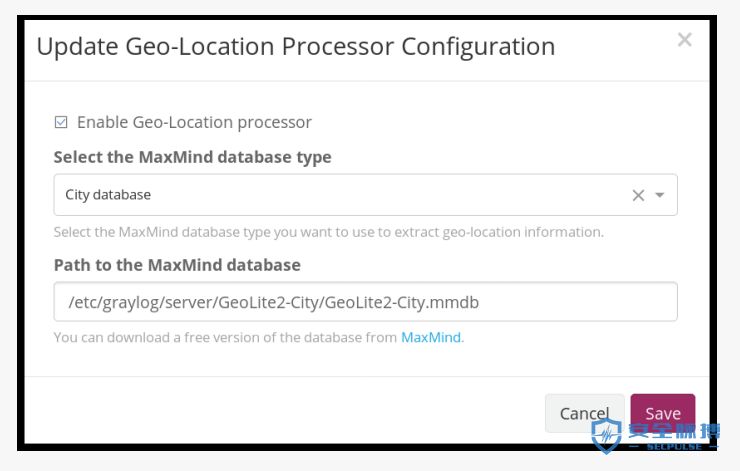 Update Geo-Location Processor Configuration
×
Enable Geo-Location processor
Select the MaxMind database type
City database
Select the MaxMind database type you want to use to extract geo-location information.
Path to the MaxMind database
/etc/graylog/server/GeoLite2-City/GeoLite2-City.mmdb
You can download a free version of the database from MaxMind.
Cancel
Save
安全脉搏
SECPULSE